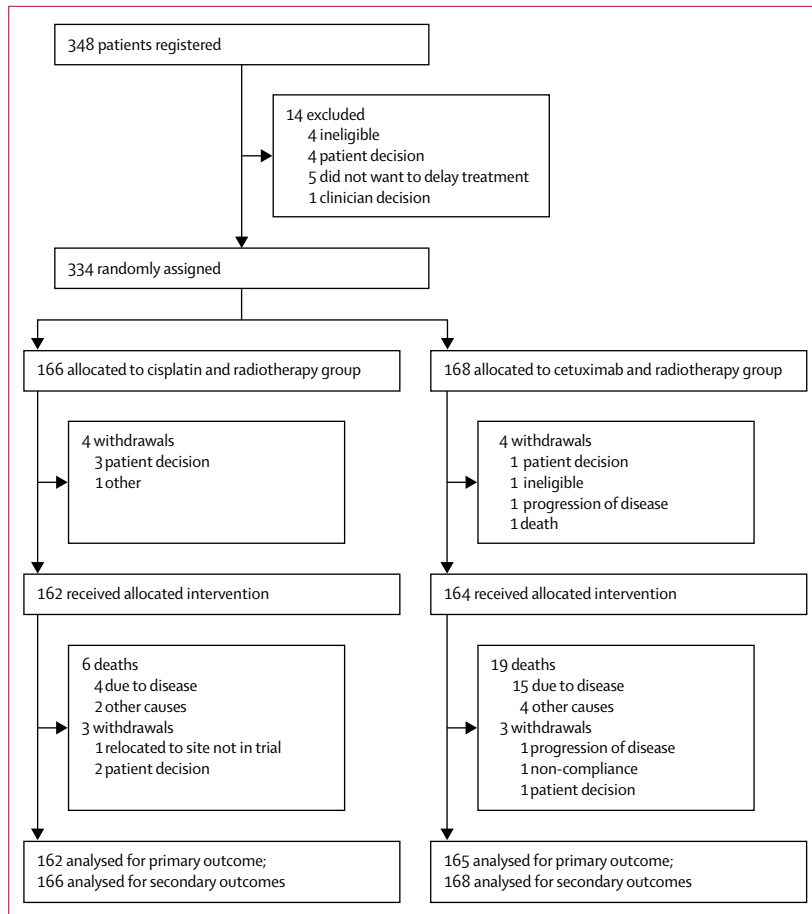 348 patients registered
14 excluded
4 ineligible
4 patient decision
5 did not want to delay treatment
1 clinician decision
334 randomly assigned
166 allocated to cisplatin and radiotherapy group
168 allocated to cetuximab and radiotherapy group
4 withdrawals
3 patient decision
1 other
4 withdrawals
1 patient decision
1 ineligible
1 progression of disease
1 death
162 received allocated intervention
164 received allocated intervention
6 deaths
4 due to disease
2 other causes
3 withdrawals
1 relocated to site not in trial
2 patient decision
19 deaths
15 due to disease
4 other causes
3 withdrawals
1 progression of disease
1 non-compliance
1 patient decision
162 analysed for primary outcome;
166 analysed for secondary outcomes
165 analysed for primary outcome;
168 analysed for secondary outcomes